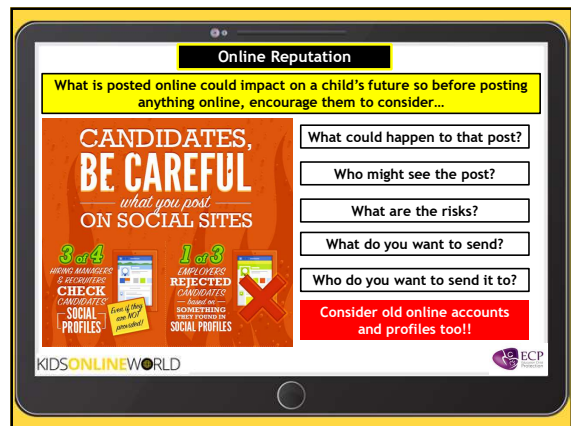 Online Reputation
What is posted online could impact on a child's future so before posting
anything online, encourage them to consider…
CANDIDATES,
BE CAREFUL
what you post
ON SOCIAL SITES
3 of 4
HIRING MANAGERS
& RECRUITERS
CHECK
CANDIDATES'
SOCIAL
PROFILES
Even if they
are NOT
provided!
1 of 3
EMPLOYERS
REJECTED
CANDIDATES
based on
SOMETHING
THEY FOUND IN
SOCIAL PROFILES
What could happen to that post?
Who might see the post?
What are the risks?
What do you want to send?
Who do you want to send it to?
Consider old online accounts
and profiles too!!
KIDSONLINEWORLD
ECP
Protection